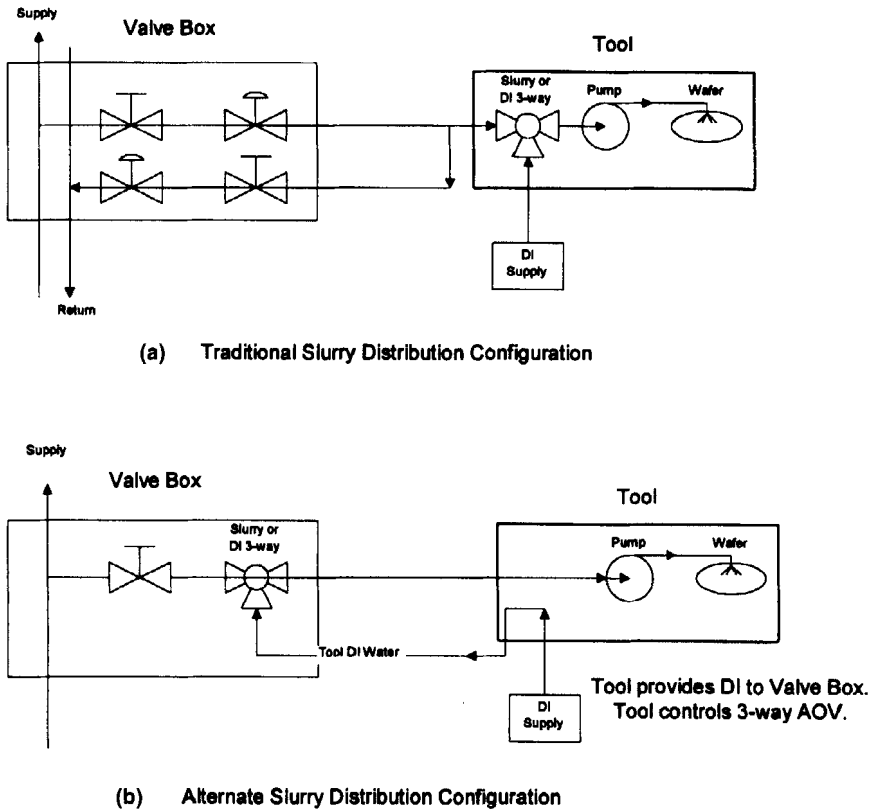 Supply
Valve Box
Tool
Slurry or
DI 3-way
Pump
Wafer
DI
Supply
Return
(a) Traditional Slurry Distribution Configuration
Supply
Valve Box
Tool
Slurry or
DI 3-way
Pump
Wafer
Tool DI Water
DI
Supply
Tool provides DI to Valve Box.
Tool controls 3-way AOV.
(b) Alternate Slurry Distribution Configuration